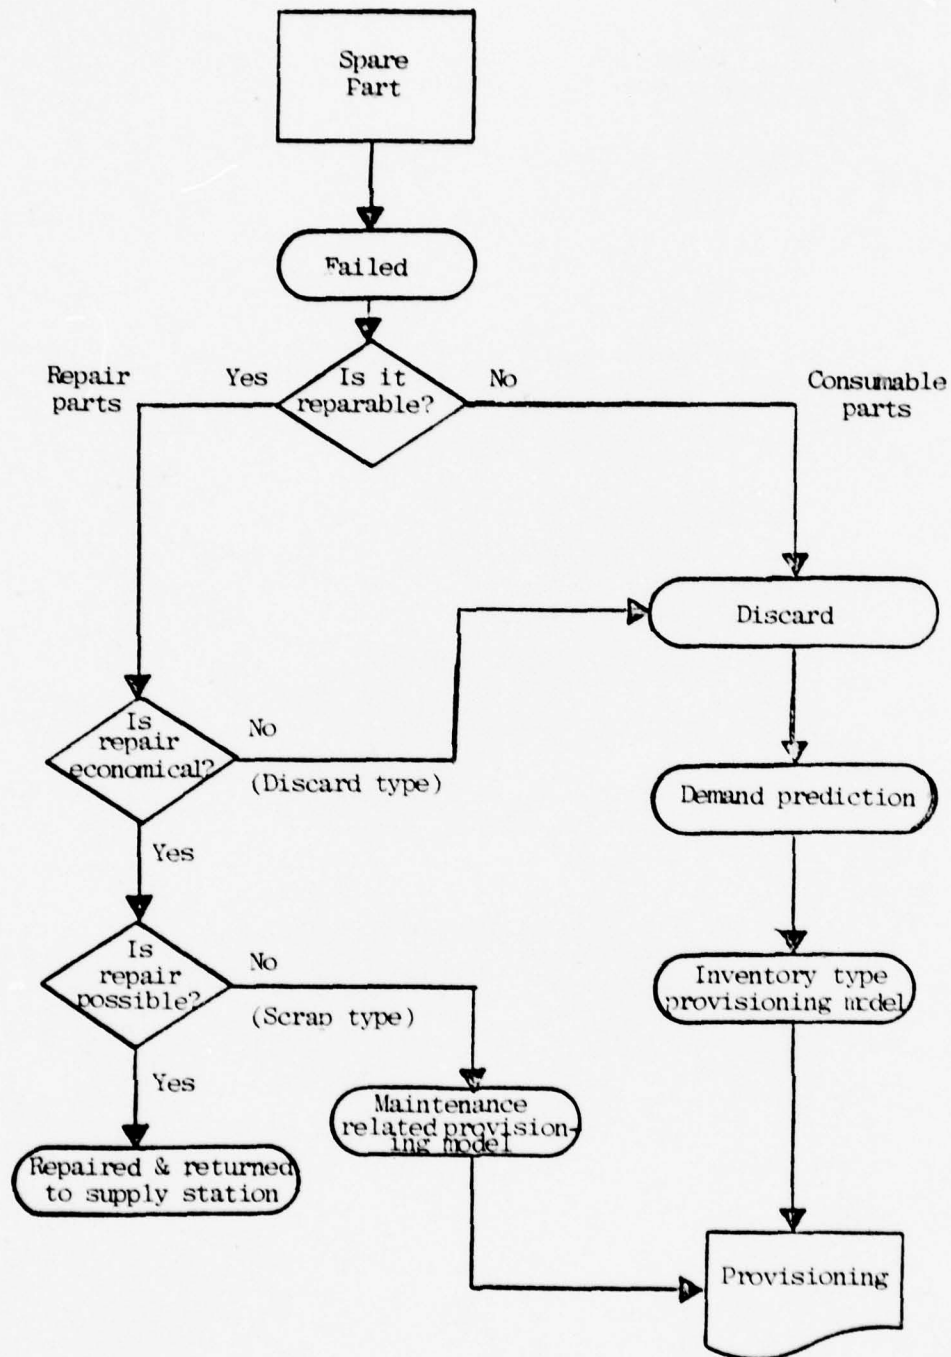 Spare
Part
Failed
Is it
reparable?
Repair
parts
Yes
No
Consumable
parts
Discard
Is
repair
economical?
No
(Discard type)
Demand prediction
Yes
Is
repair
possible?
No
(Scrap type)
Inventory type
provisioning model
Yes
Maintenance
related provision-
ing model
Repaired & returned
to supply station
Provisioning